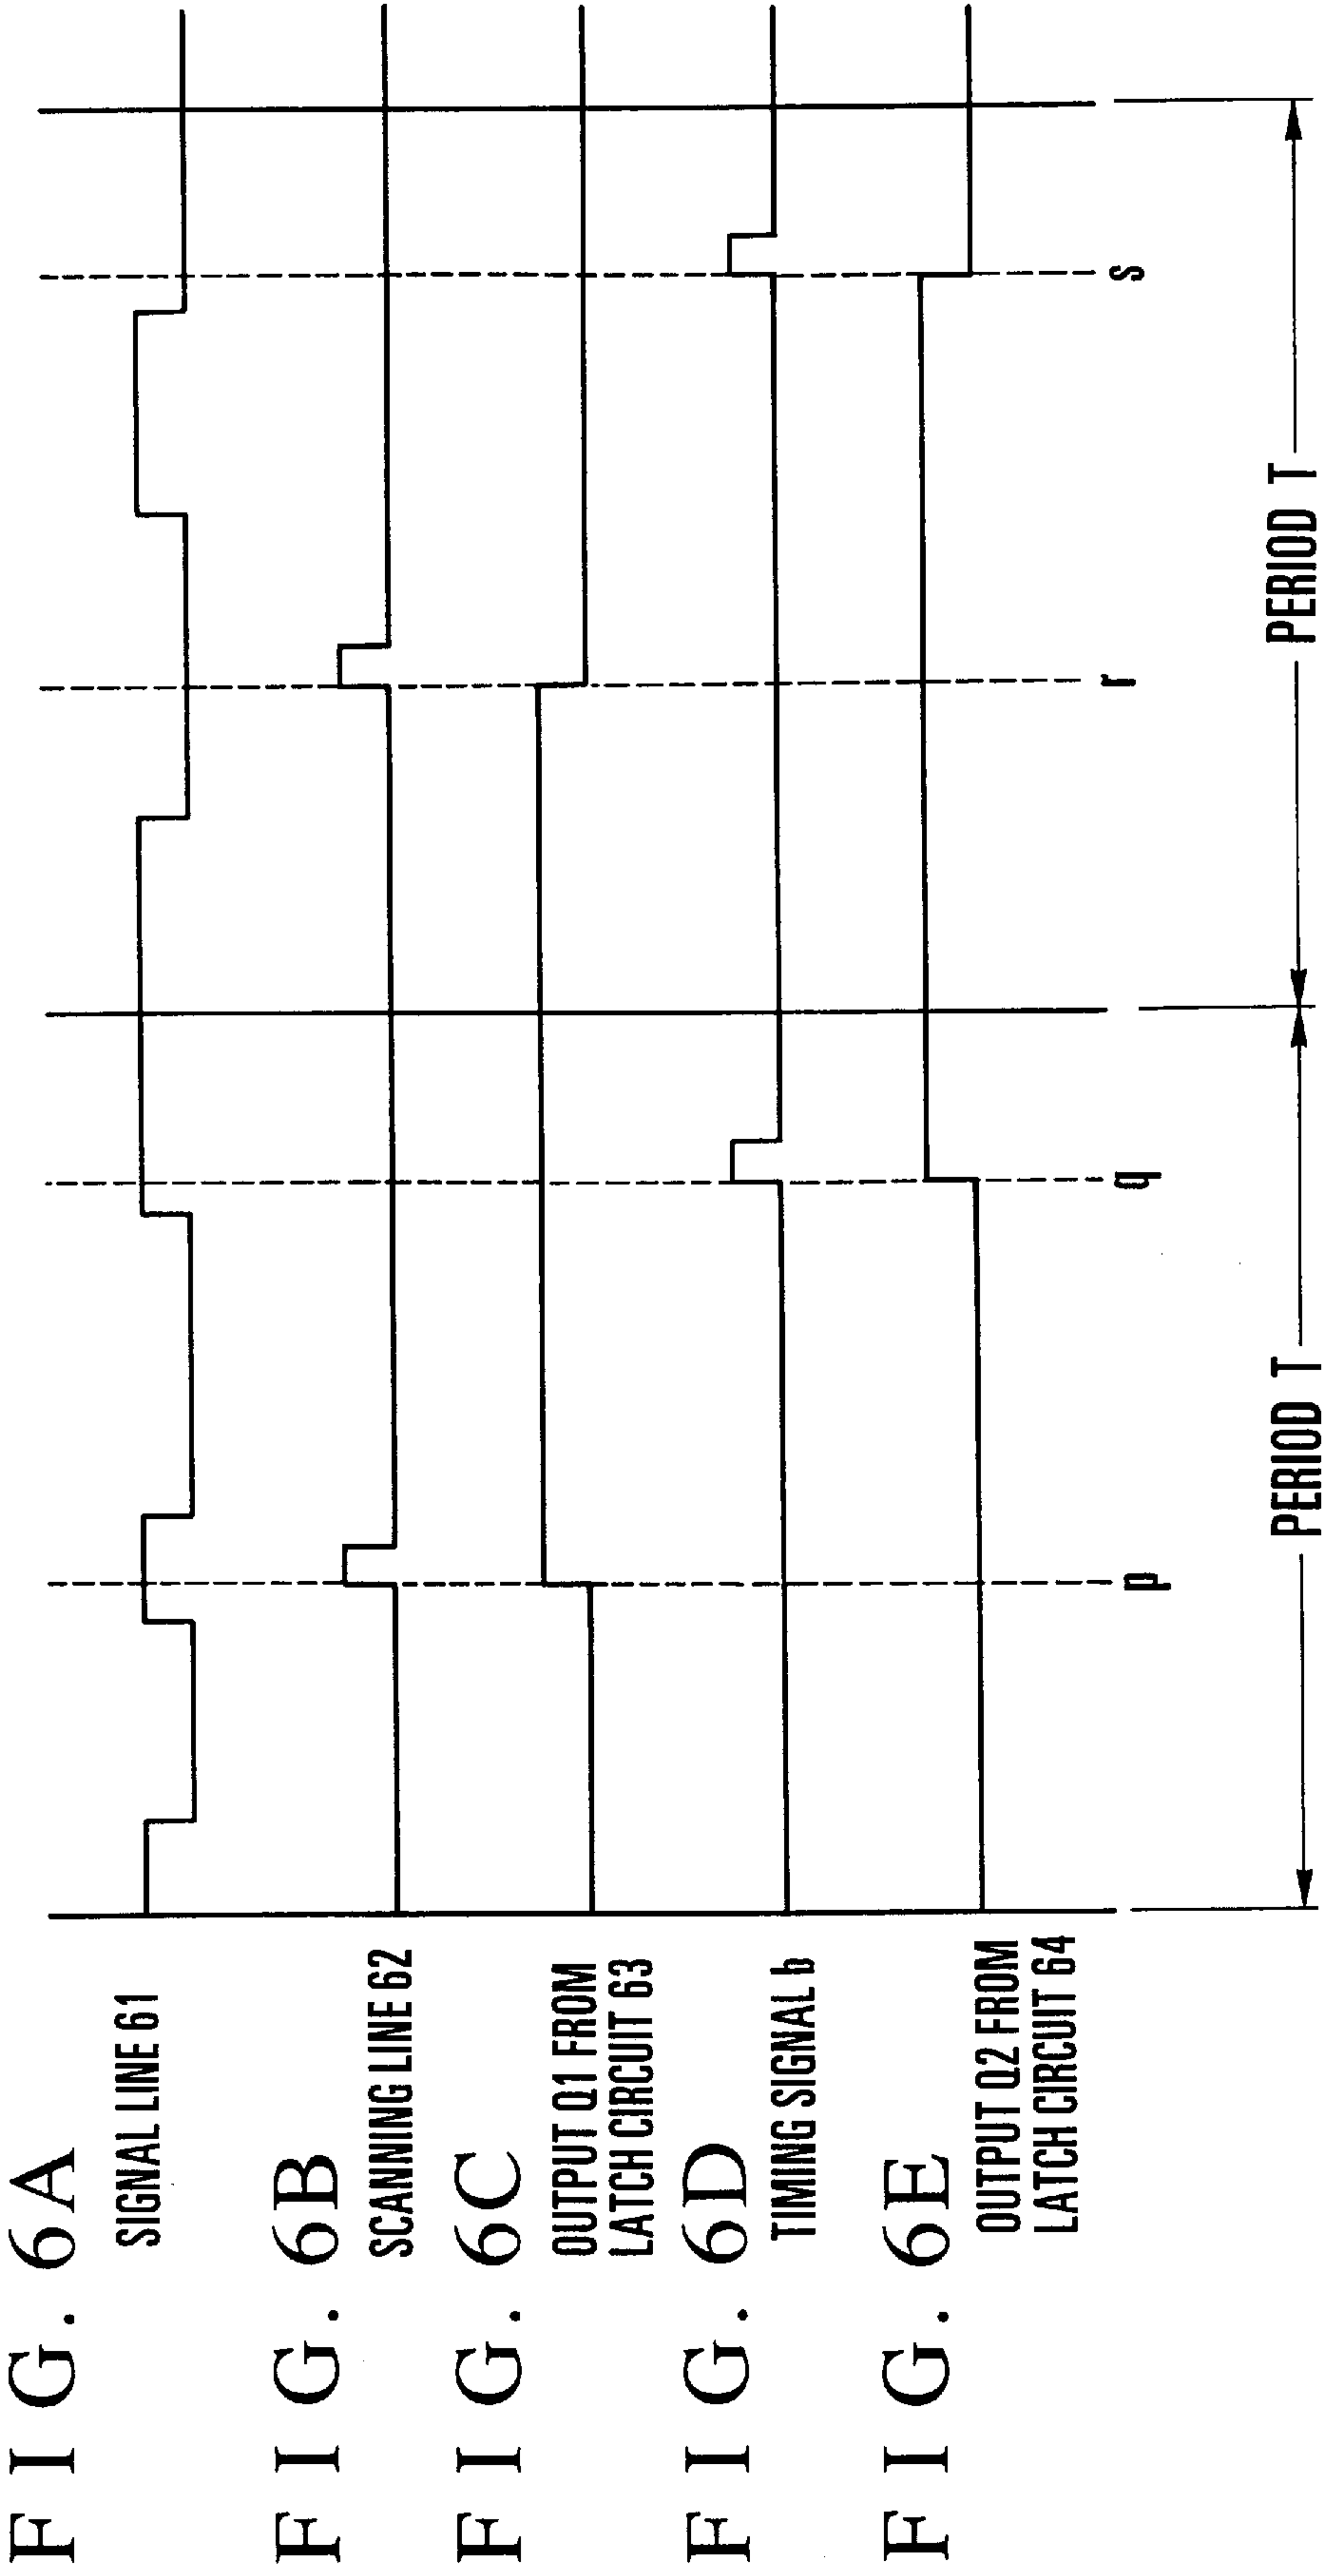 FIG. 6A
SIGNAL LINE 61
FIG. 6B
SCANNING LINE 62
FIG. 6C
OUTPUT Q1 FROM
LATCH CIRCUIT 63
FIG. 6D
TIMING SIGNAL b
FIG. 6E
OUTPUT Q2 FROM
LATCH CIRCUIT 64
p
q
r
s
PERIOD T
PERIOD T